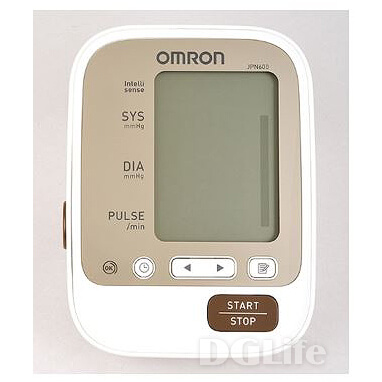 OMRON
JPN600
Intelli
sense
SYS
mmHg
DIA
mmHg
PULSE
/min
OK
START
STOP
DGLife